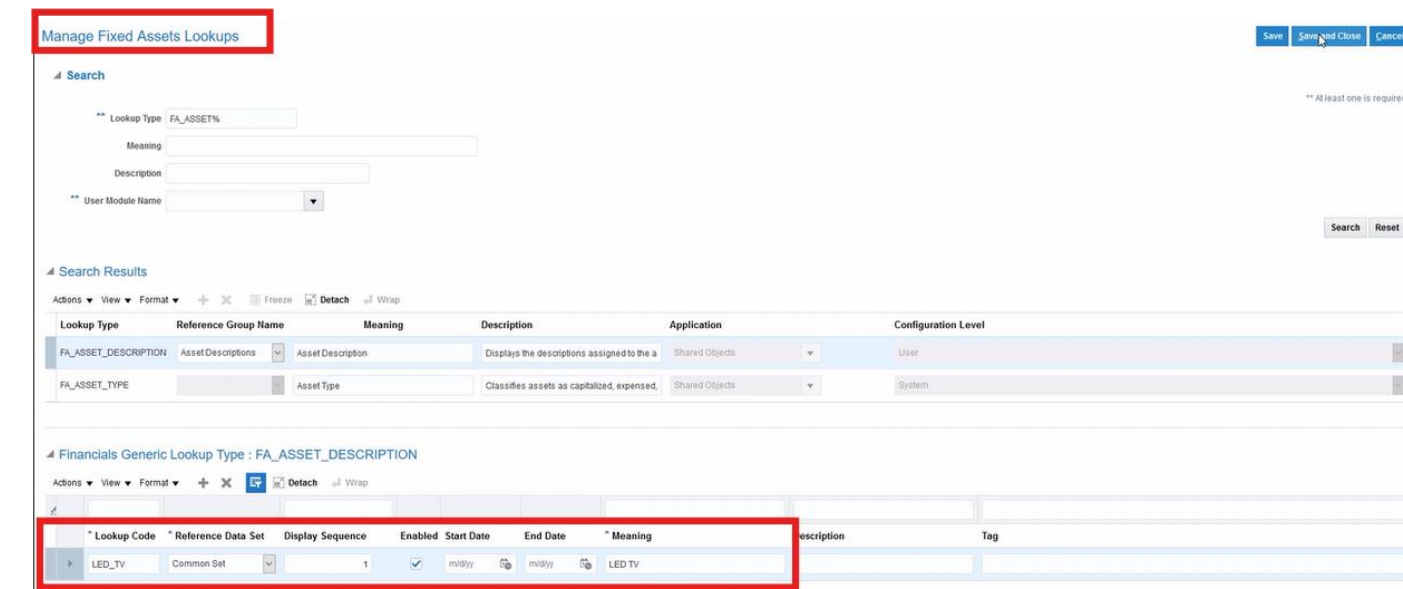 Manage Fixed Assets Lookups
Save Save and Close Cancel
Search
** At least one is require
** Lookup Type FA_ASSET%
Meaning
Description
** User Module Name
Search Reset
Search Results
Actions View Format Freeze Detach Wrap
Lookup Type Reference Group Name Meaning Description Application Configuration Level
FA_ASSET_DESCRIPTION Asset Descriptions Asset Description Displays the descriptions assigned to the a Shared Objects User
FA_ASSET_TYPE Asset Type Classifies assets as capitalized, expensed, Shared Objects System
Financials Generic Lookup Type : FA_ASSET_DESCRIPTION
Actions View Format Detach Wrap
* Lookup Code * Reference Data Set Display Sequence Enabled Start Date End Date * Meaning escription Tag
LED_TV Common Set 1 m/d/yy m/d/yy LED TV